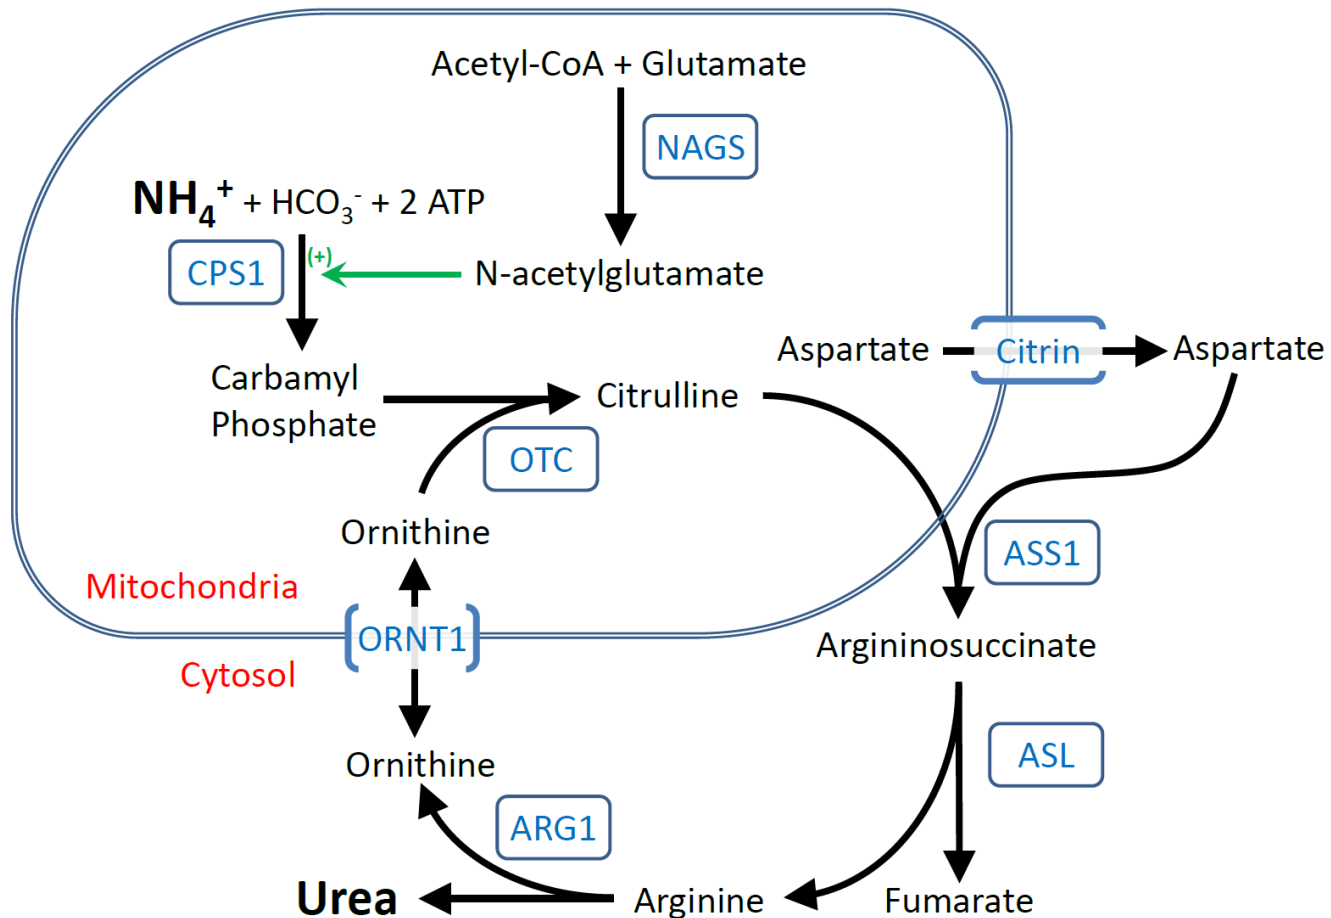 Acetyl-CoA + Glutamate
NAGS
NH₄⁺ + HCO₃⁻ + 2 ATP
CPS1
(+)
N-acetylglutamate
Aspartate
Citrin
Aspartate
Carbamyl
Phosphate
Citrulline
OTC
Ornithine
ASS1
Mitochondria
ORNT1
Argininosuccinate
Cytosol
Ornithine
ASL
ARG1
Urea
Arginine
Fumarate